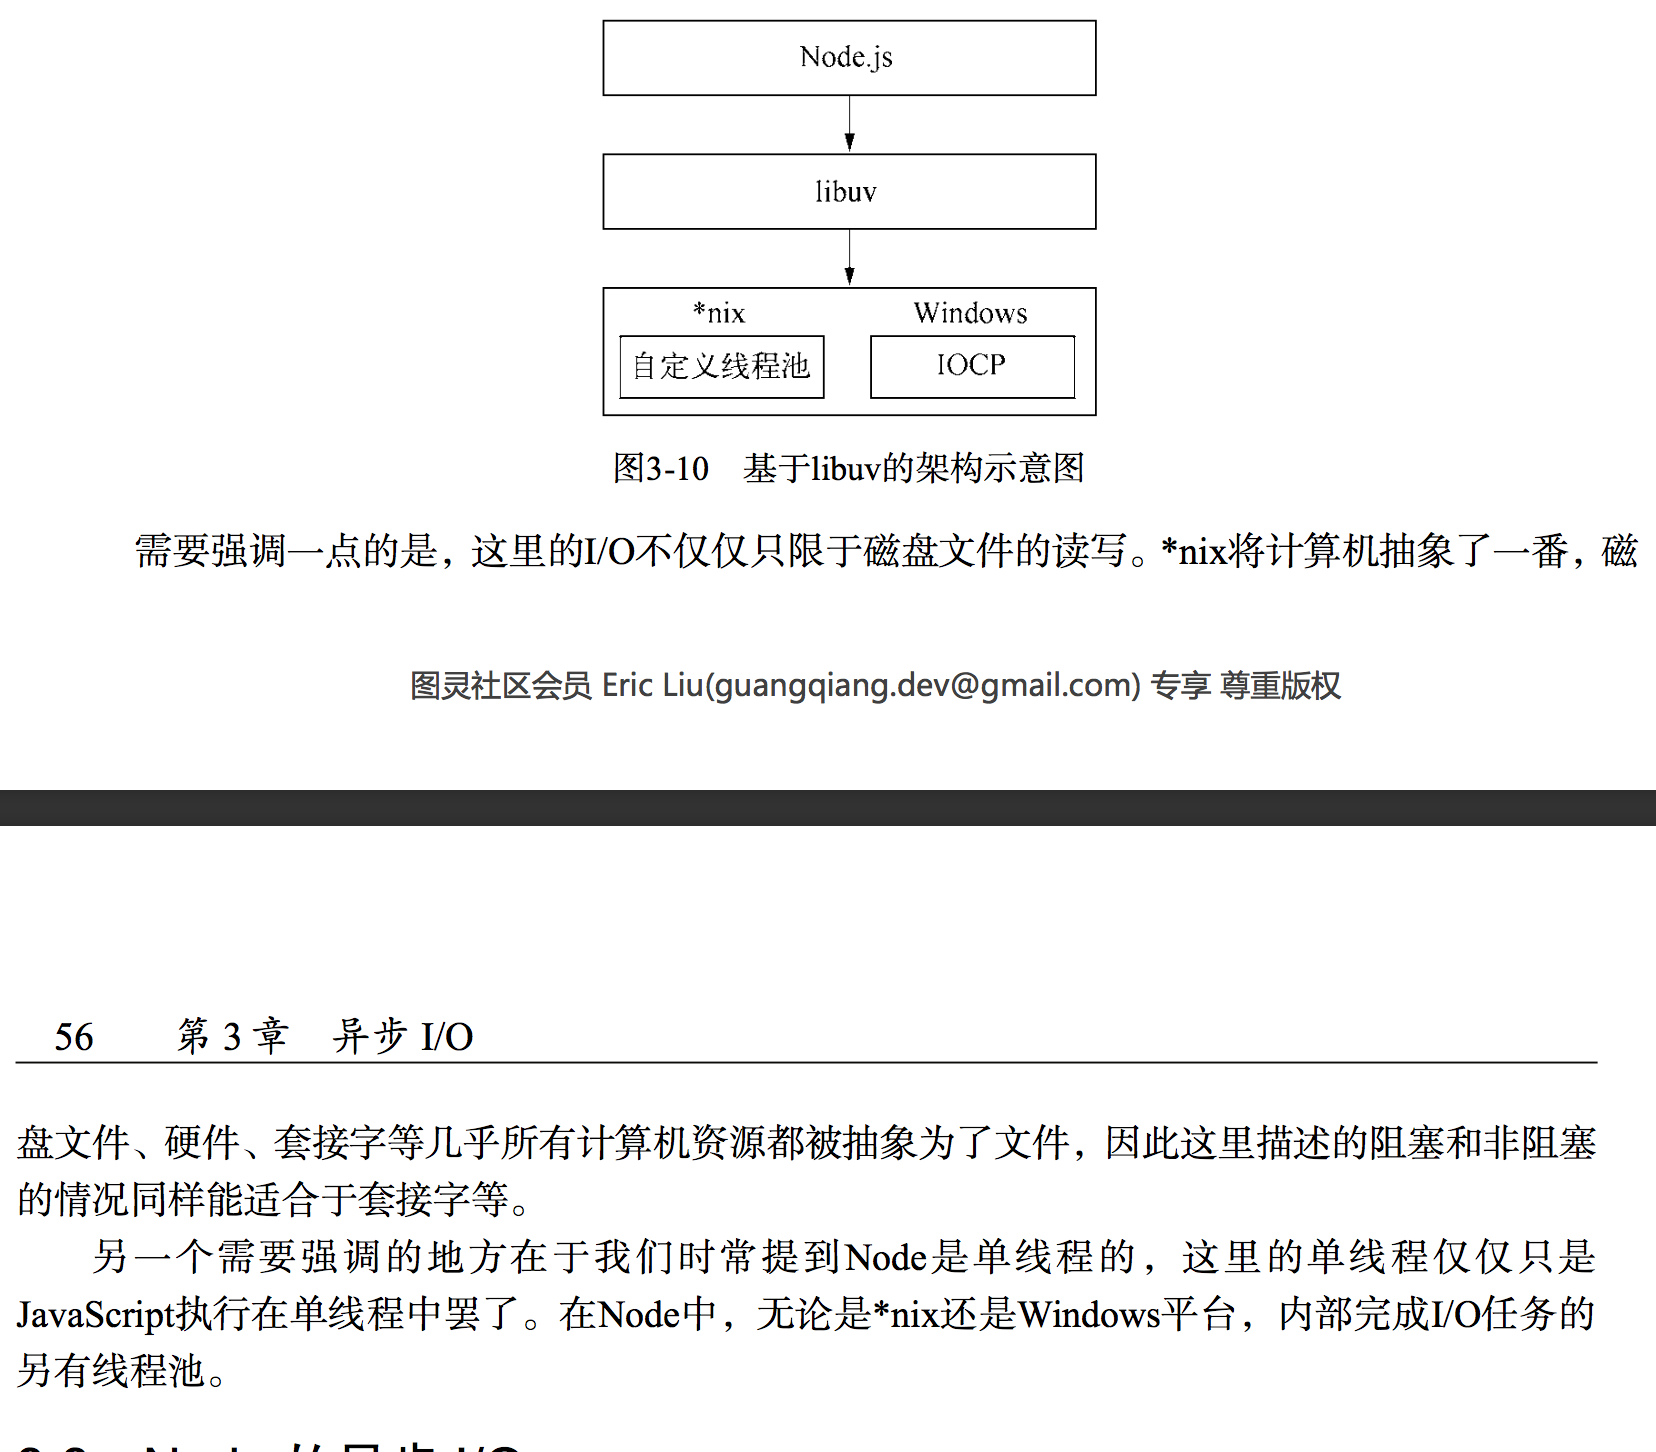 Node.js
libuv
*nix
Windows
自定义线程池
IOCP
图3-10 基于libuv的架构示意图
需要强调一点的是，这里的I/O不仅仅只限于磁盘文件的读写。*nix将计算机抽象了一番，磁
图灵社区会员 Eric Liu(guangqiang.dev@gmail.com) 专享 尊重版权
56 第 3 章 异步 I/O
盘文件、硬件、套接字等几乎所有计算机资源都被抽象为了文件，因此这里描述的阻塞和非阻塞
的情况同样能适合于套接字等。
另一个需要强调的地方在于我们时常提到Node是单线程的，这里的单线程仅仅只是
JavaScript执行在单线程中罢了。在Node中，无论是*nix还是Windows平台，内部完成I/O任务的
另有线程池。